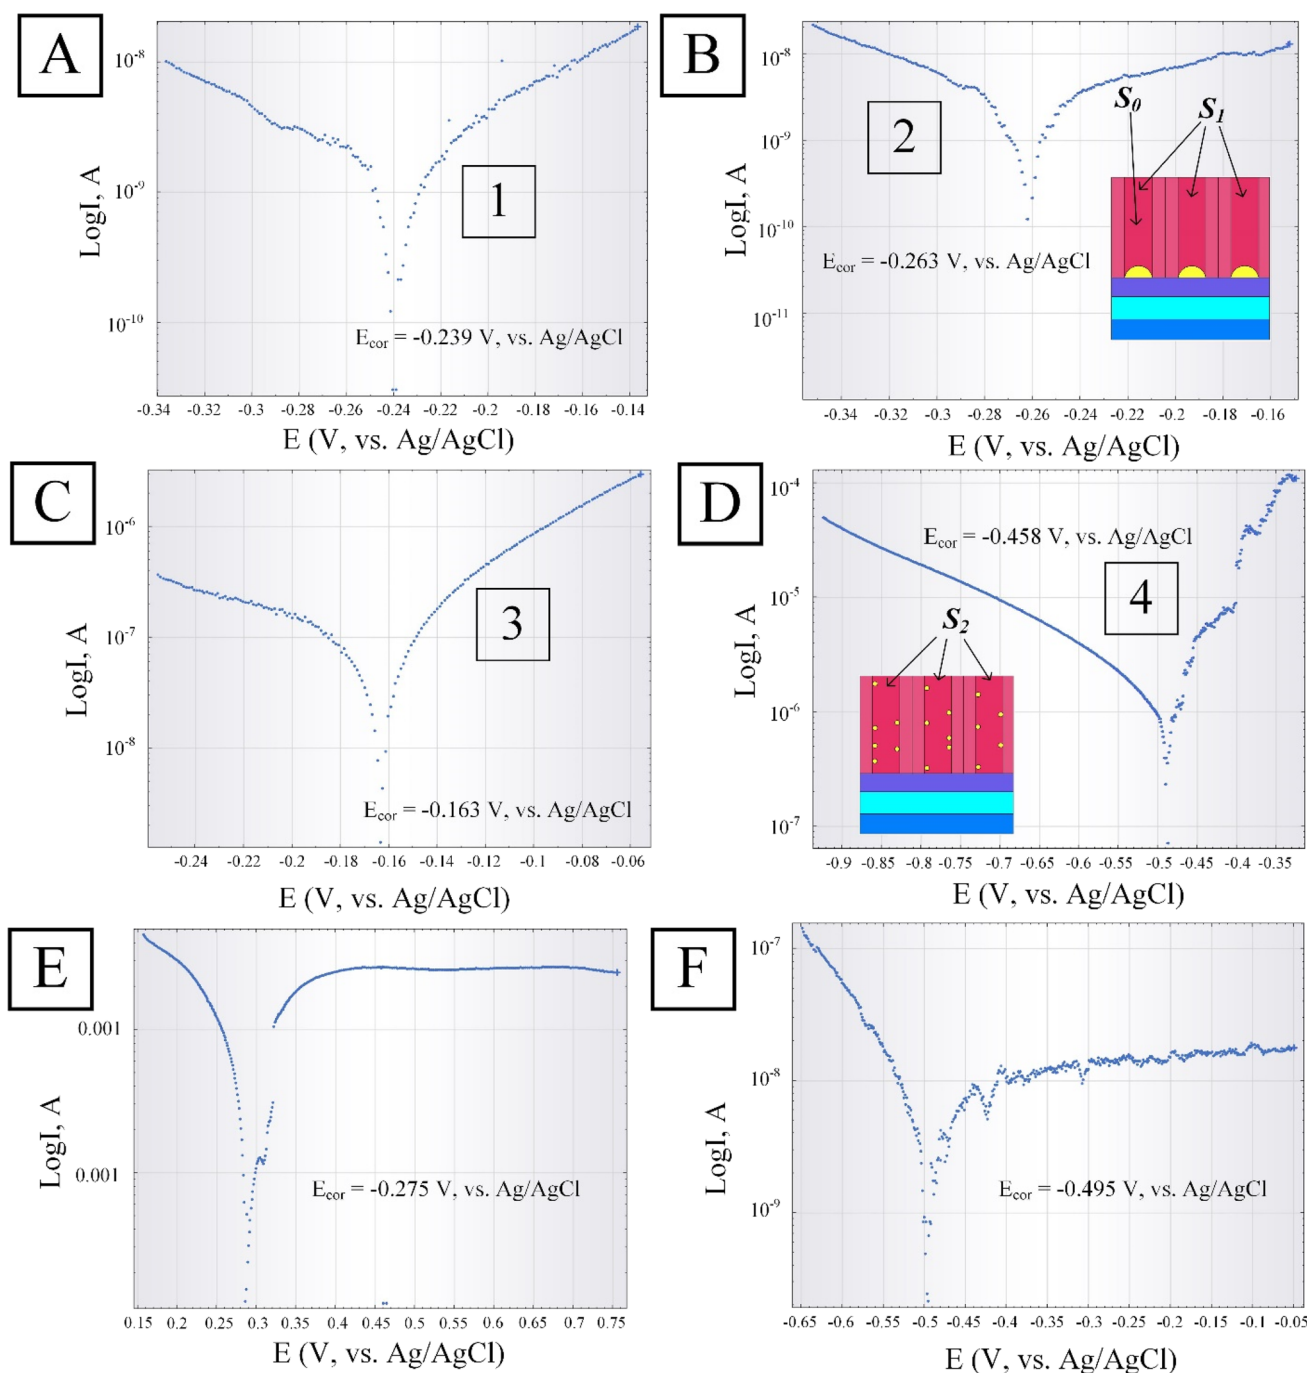 A
10⁻⁸
10⁻⁹
10⁻¹⁰
LogI, A
1
E_cor = -0.239 V, vs. Ag/AgCl
-0.34 -0.32 -0.3 -0.28 -0.26 -0.24 -0.22 -0.2 -0.18 -0.16 -0.14
E (V, vs. Ag/AgCl)
B
10⁻⁸
10⁻⁹
10⁻¹⁰
10⁻¹¹
LogI, A
2
S₀ S₁
E_cor = -0.263 V, vs. Ag/AgCl
-0.34 -0.32 -0.3 -0.28 -0.26 -0.24 -0.22 -0.2 -0.18 -0.16
E (V, vs. Ag/AgCl)
C
10⁻⁶
10⁻⁷
10⁻⁸
LogI, A
3
E_cor = -0.163 V, vs. Ag/AgCl
-0.24 -0.22 -0.2 -0.18 -0.16 -0.14 -0.12 -0.1 -0.08 -0.06
E (V, vs. Ag/AgCl)
D
10⁻⁴
10⁻⁵
10⁻⁶
10⁻⁷
LogI, A
E_cor = -0.458 V, vs. Ag/AgCl
4
S₂
-0.9 -0.85 -0.8 -0.75 -0.7 -0.65 -0.6 -0.55 -0.5 -0.45 -0.4 -0.35
E (V, vs. Ag/AgCl)
E
0.001
0.001
LogI, A
E_cor = -0.275 V, vs. Ag/AgCl
0.15 0.2 0.25 0.3 0.35 0.4 0.45 0.5 0.55 0.6 0.65 0.7 0.75
E (V, vs. Ag/AgCl)
F
10⁻⁷
10⁻⁸
10⁻⁹
LogI, A
E_cor = -0.495 V, vs. Ag/AgCl
-0.65 -0.6 -0.55 -0.5 -0.45 -0.4 -0.35 -0.3 -0.25 -0.2 -0.15 -0.1 -0.05
E (V, vs. Ag/AgCl)